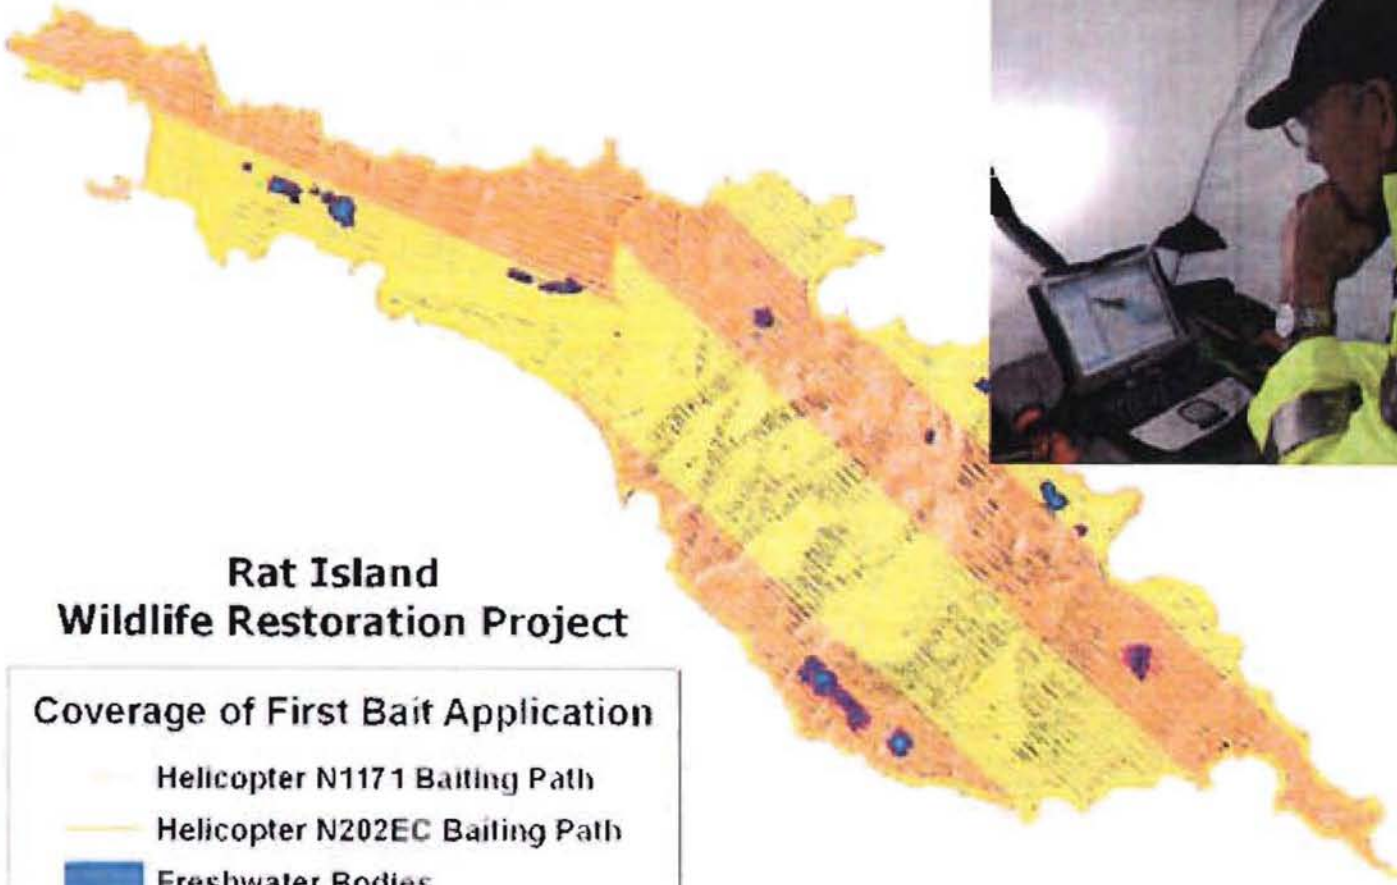 Rat Island
Wildlife Restoration Project
Coverage of First Bait Application
Helicopter N1171 Baiting Path
Helicopter N202EC Baiting Path
Freshwater Bodies